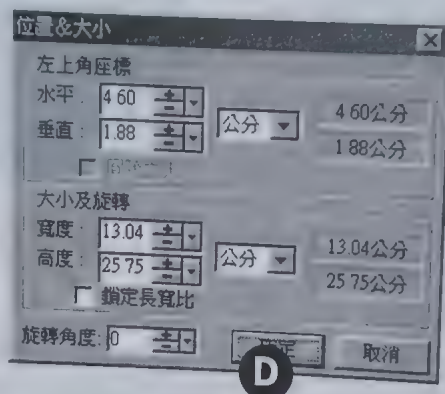 位置&大小
左上角座標
水平: 4 60 公分 4 60公分
垂直: 1.88 1 88公分
大小及旋轉
寬度: 13.04 公分 13.04公分
高度: 25 75 25 75公分
鎖定長寬比
旋轉角度: 0 定 取消
D